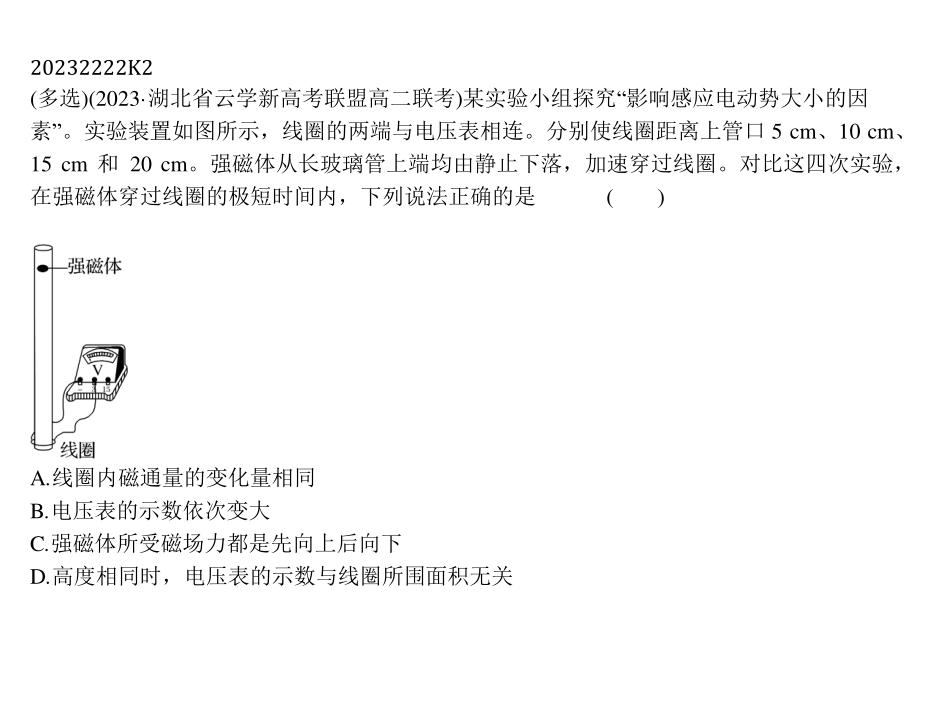 20232222K2
(多选)(2023·湖北省云学新高考联盟高二联考)某实验小组探究“影响感应电动势大小的因
素”。实验装置如图所示，线圈的两端与电压表相连。分别使线圈距离上管口 5 cm、10 cm、
15 cm 和 20 cm。强磁体从长玻璃管上端均由静止下落，加速穿过线圈。对比这四次实验，
在强磁体穿过线圈的极短时间内，下列说法正确的是 ( )
强磁体
V
− 3 15
线圈
A.线圈内磁通量的变化量相同
B.电压表的示数依次变大
C.强磁体所受磁场力都是先向上后向下
D.高度相同时，电压表的示数与线圈所围面积无关